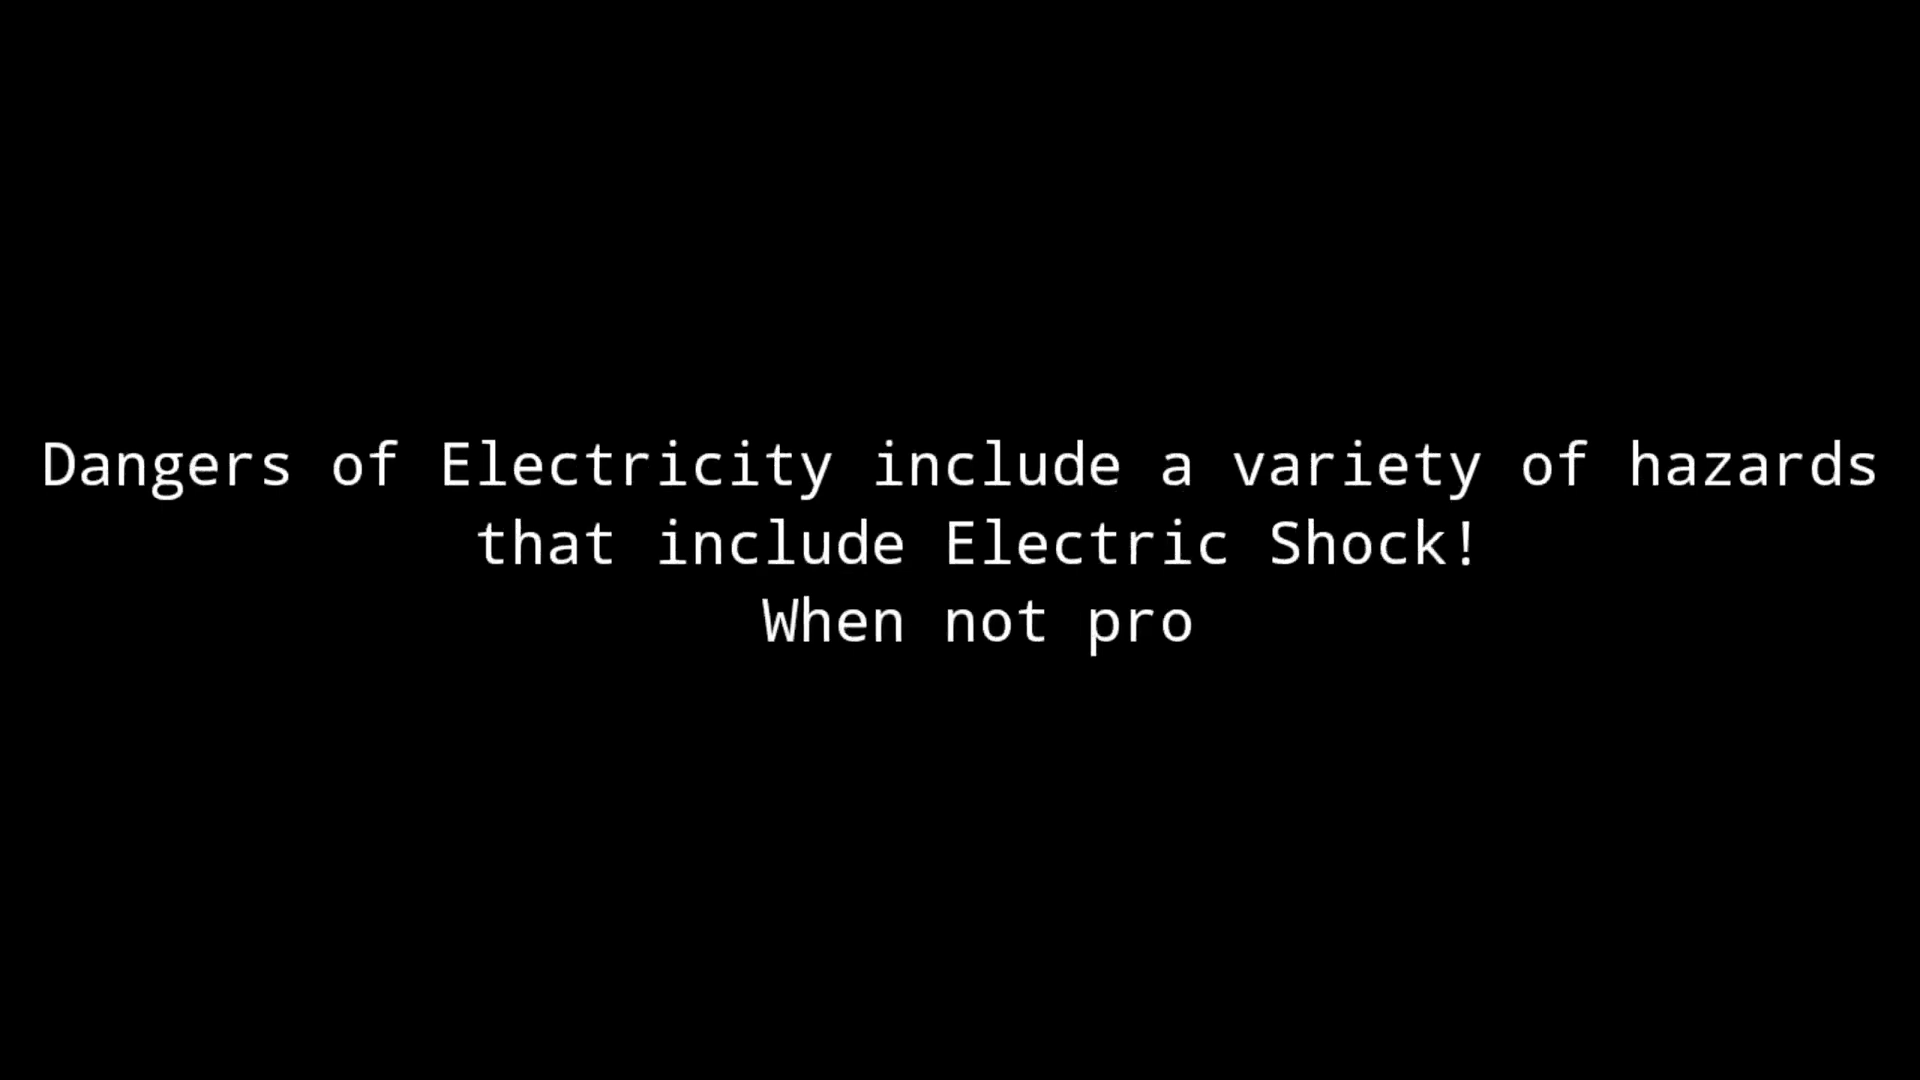 Dangers of Electricity include a variety of hazards
that include Electric Shock!
When not pro